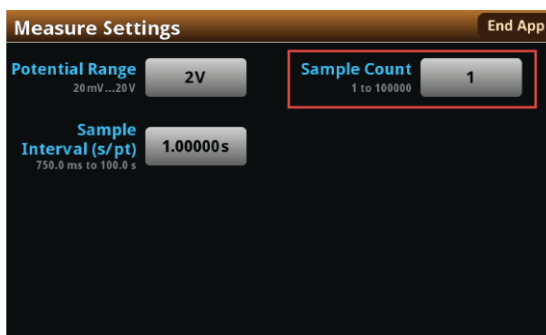 Measure Settings
End App
Potential Range
20 mV...20 V
2V
Sample Count
1 to 100000
1
Sample
Interval (s/pt)
750.0 ms to 100.0 s
1.00000 s